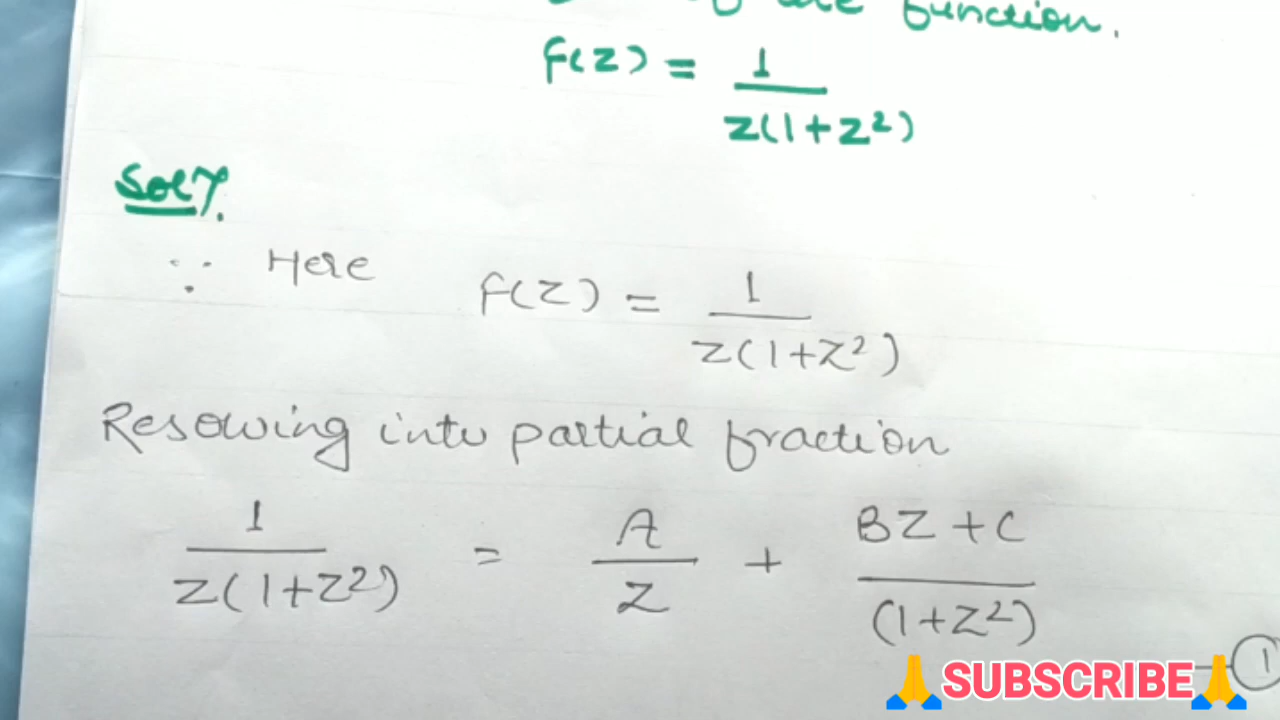 function.
F(Z) = 1 / Z(1+Z²)
Sol^n.
∵ Here F(Z) = 1 / Z(1+Z²)
Resolving into partial fraction
1 / Z(1+Z²) = A / Z + BZ+C / (1+Z²) — ①
🙏SUBSCRIBE🙏